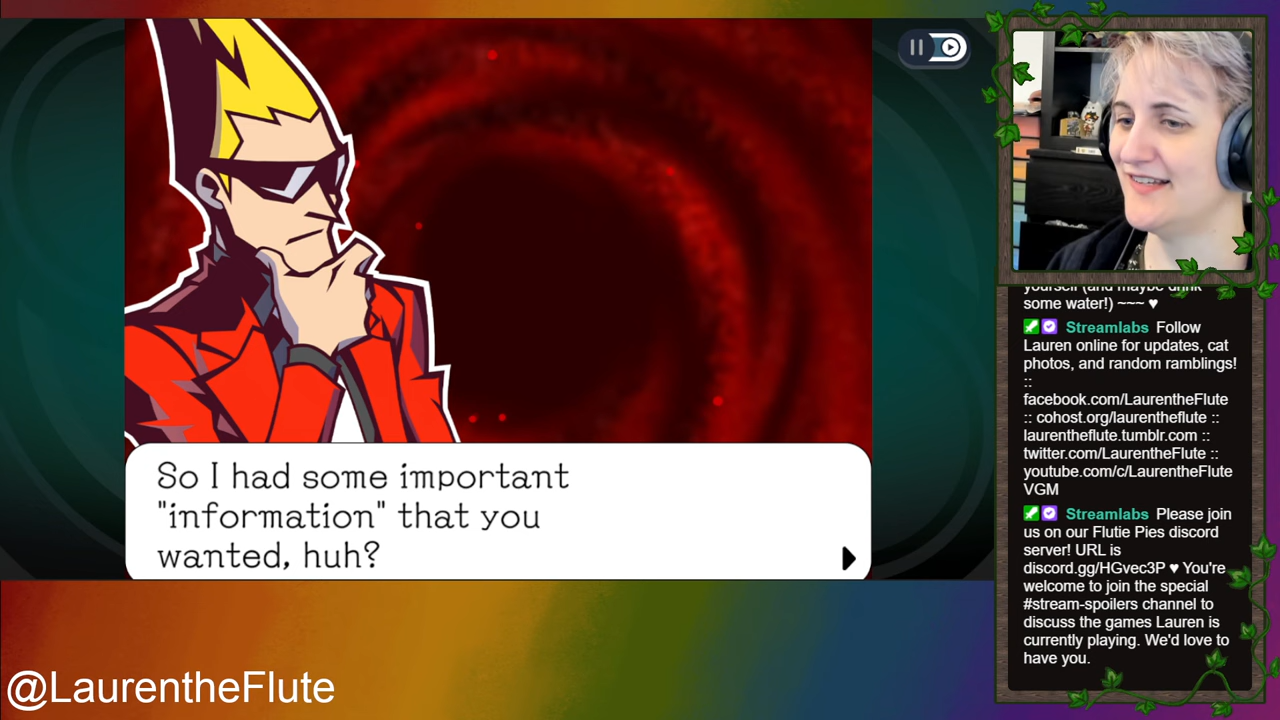 So I had some important
"information" that you
wanted, huh?
yourself (and maybe drink
some water!) ~~~ ♥
Streamlabs Follow
Lauren online for updates, cat
photos, and random ramblings!
::
facebook.com/LaurentheFlute
:: cohost.org/laurentheflute ::
laurentheflute.tumblr.com ::
twitter.com/LaurentheFlute ::
youtube.com/c/LaurentheFlute
VGM
Streamlabs Please join
us on our Flutie Pies discord
server! URL is
discord.gg/HGvec3P ♥ You're
welcome to join the special
#stream-spoilers channel to
discuss the games Lauren is
currently playing. We'd love to
have you.
@LaurentheFlute